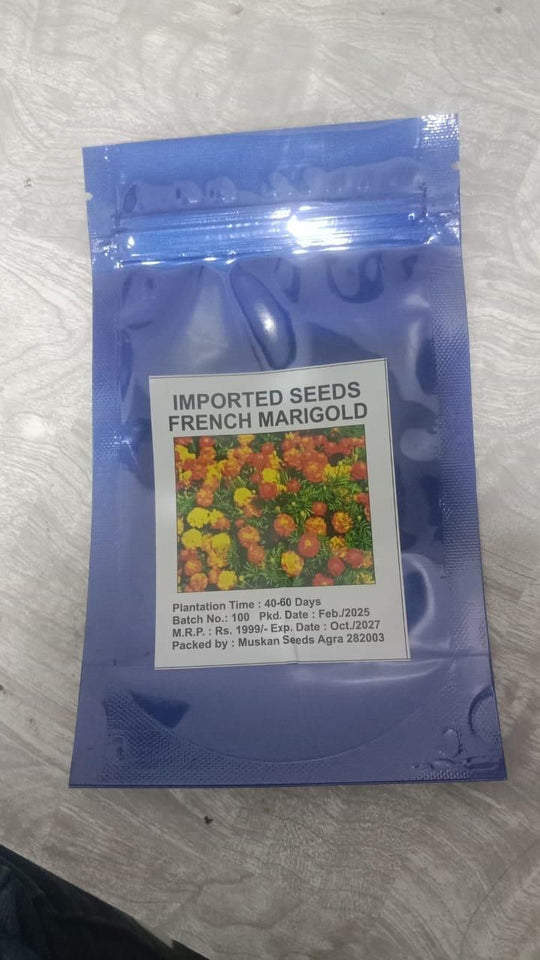 IMPORTED SEEDS
FRENCH MARIGOLD
Plantation Time : 40-60 Days
Batch No.: 100 Pkd. Date : Feb./2025
M.R.P. : Rs. 1999/- Exp. Date : Oct./2027
Packed by : Muskan Seeds Agra 282003